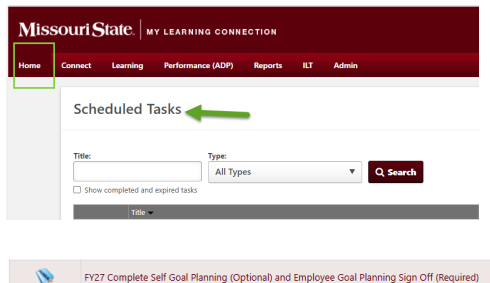 Missouri State. MY LEARNING CONNECTION
Home Connect Learning Performance (ADP) Reports ILT Admin
Scheduled Tasks
Title: Type:
All Types Search
Show completed and expired tasks
Title
FY27 Complete Self Goal Planning (Optional) and Employee Goal Planning Sign Off (Required)